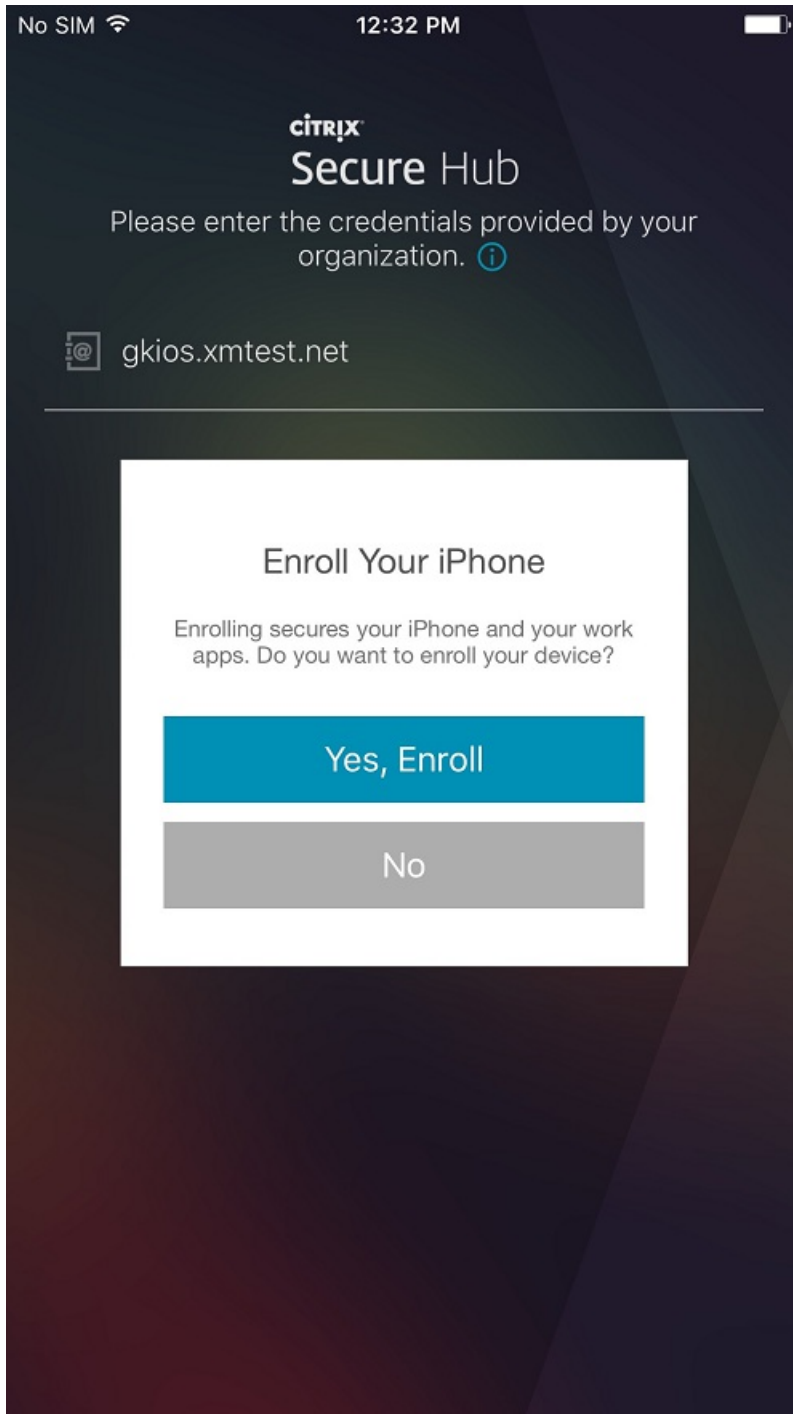 No SIM 12:32 PM
CİTRIX
Secure Hub
Please enter the credentials provided by your
organization.
gkios.xmtest.net
Enroll Your iPhone
Enrolling secures your iPhone and your work
apps. Do you want to enroll your device?
Yes, Enroll
No